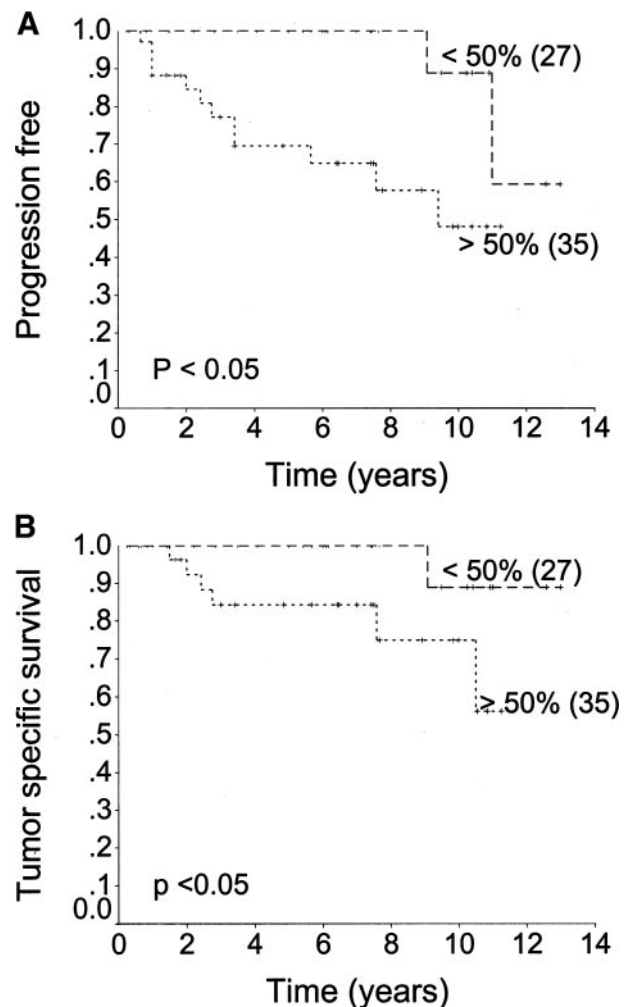 A
Progression free
1.0
.9
.8
.7
.6
.5
.4
.3
.2
.1
.0
< 50% (27)
> 50% (35)
P < 0.05
0 2 4 6 8 10 12 14
Time (years)
B
Tumor specific survival
1.0
.9
.8
.7
.6
.5
.4
.3
.2
.1
0.0
< 50% (27)
> 50% (35)
p <0.05
0 2 4 6 8 10 12 14
Time (years)